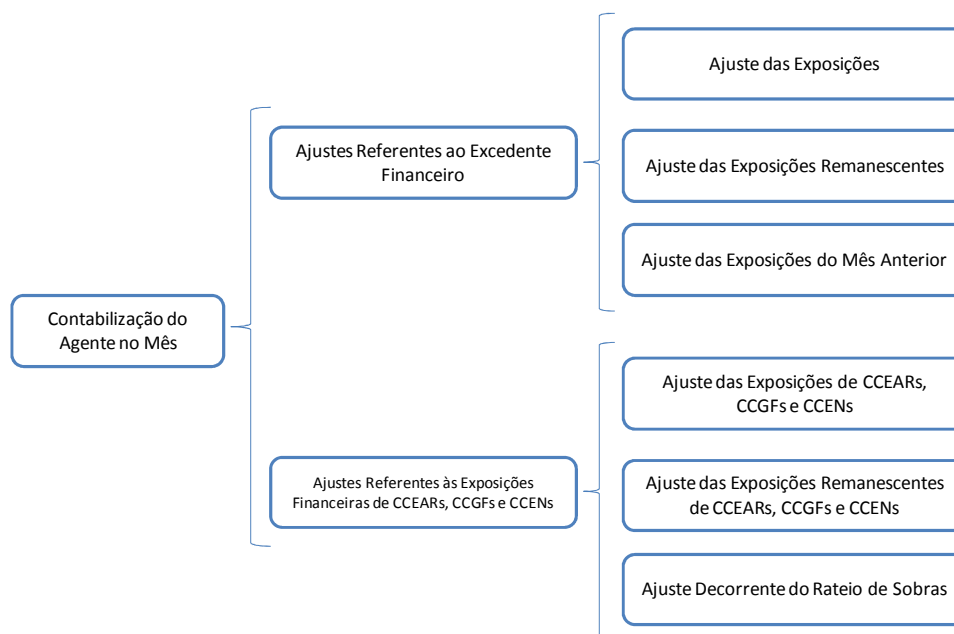 Ajuste das Exposições
Ajustes Referentes ao Excedente
Financeiro
Ajuste das Exposições Remanescentes
Ajuste das Exposições do Mês Anterior
Contabilização do
Agente no Mês
Ajuste das Exposições de CCEARs,
CCGFs e CCENs
Ajustes Referentes às Exposições
Financeiras de CCEARs, CCGFs e CCENs
Ajuste das Exposições Remanescentes
de CCEARs, CCGFs e CCENs
Ajuste Decorrente do Rateio de Sobras